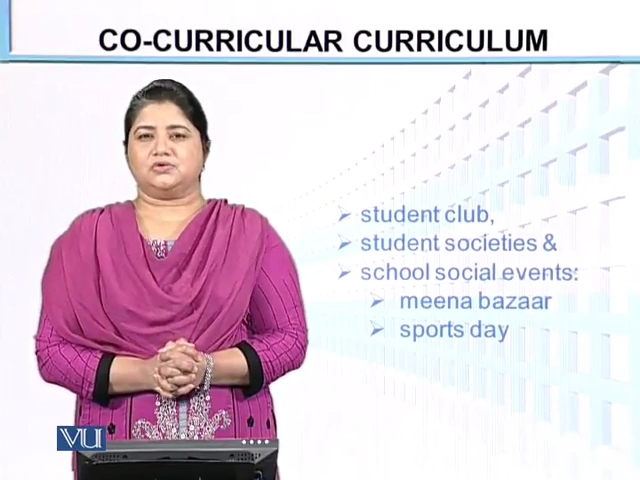 CO-CURRICULAR CURRICULUM
student club,
student societies &
school social events:
meena bazaar
sports day
VU